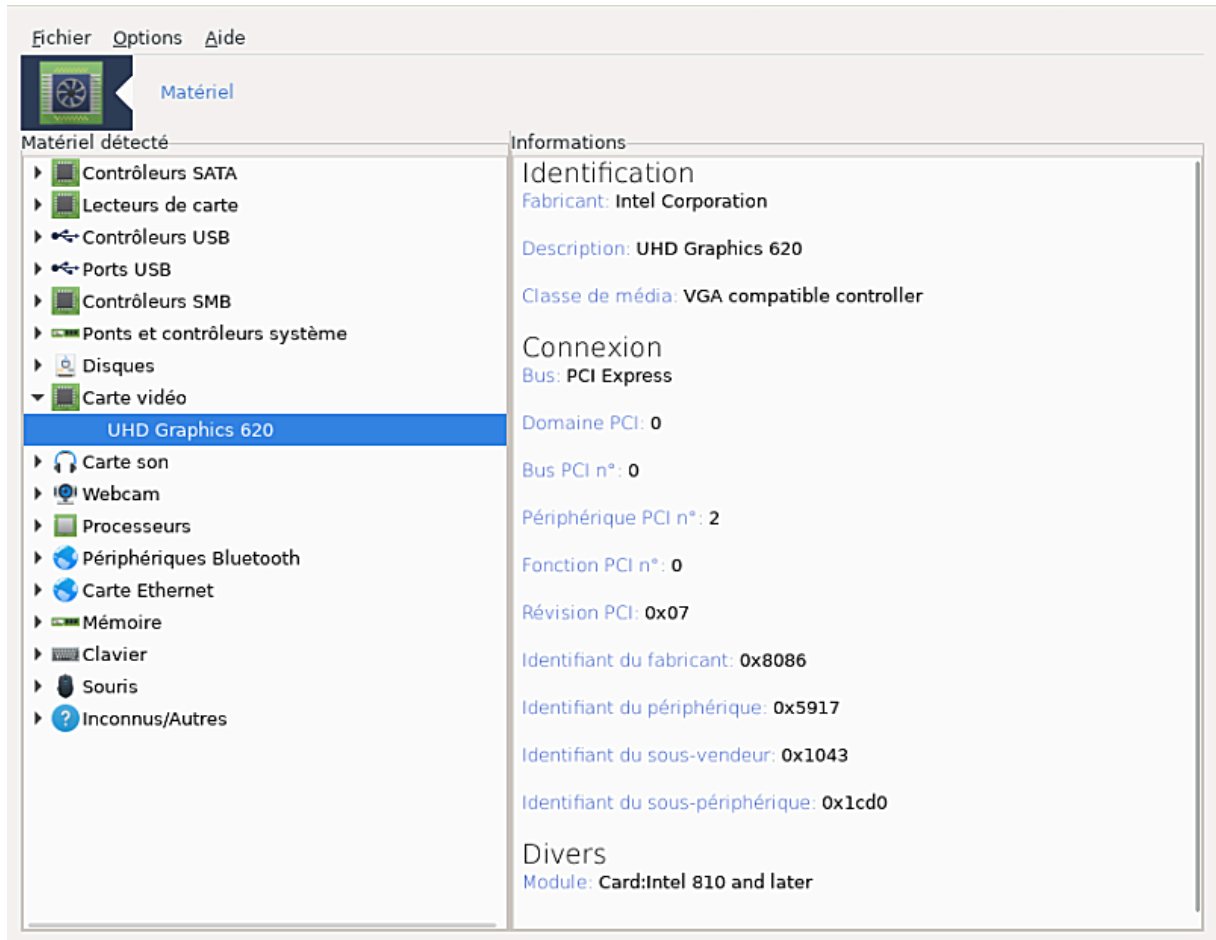 Fichier Options Aide
Matériel
Matériel détecté
Contrôleurs SATA
Lecteurs de carte
Contrôleurs USB
Ports USB
Contrôleurs SMB
Ponts et contrôleurs système
Disques
Carte vidéo
UHD Graphics 620
Carte son
Webcam
Processeurs
Périphériques Bluetooth
Carte Ethernet
Mémoire
Clavier
Souris
Inconnus/Autres
Informations
Identification
Fabricant: Intel Corporation
Description: UHD Graphics 620
Classe de média: VGA compatible controller
Connexion
Bus: PCI Express
Domaine PCI: 0
Bus PCI n°: 0
Périphérique PCI n°: 2
Fonction PCI n°: 0
Révision PCI: 0x07
Identifiant du fabricant: 0x8086
Identifiant du périphérique: 0x5917
Identifiant du sous-vendeur: 0x1043
Identifiant du sous-périphérique: 0x1cd0
Divers
Module: Card:Intel 810 and later